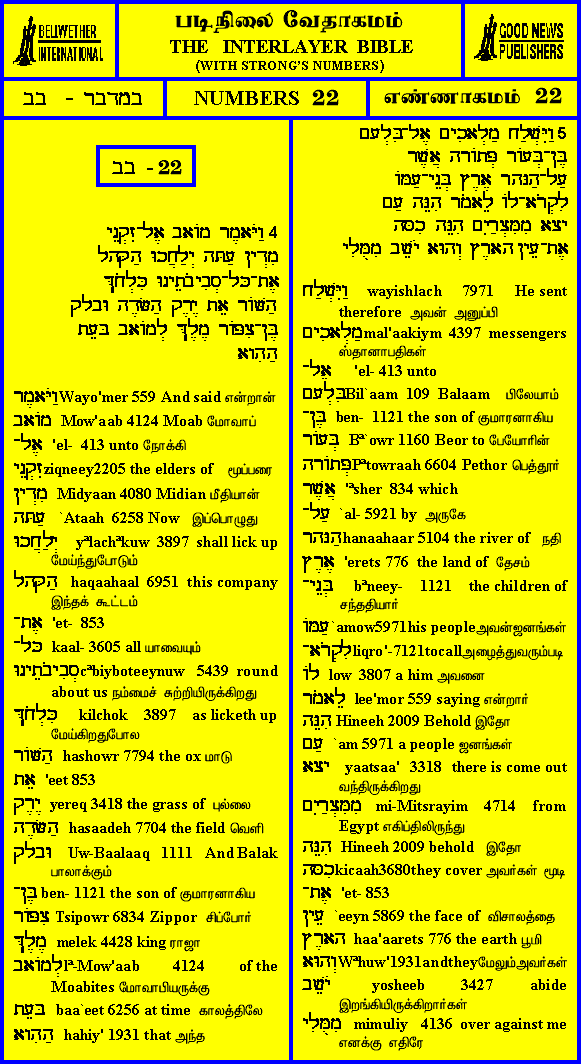 BELLWETHER
INTERNATIONAL
படிநிலை வேதாகமம்
THE INTERLAYER BIBLE
(WITH STRONG'S NUMBERS)
GOOD NEWS
PUBLISHERS
במדבר - בב
NUMBERS 22
எண்ணாகமம் 22
בב - 22
4 וַיֹּאמֶר מוֹאָב אֶל־זִקְנֵי
מִדְיָן עַתָּה יְלַחֲכוּ הַקָּהָל
אֶת־כָּל־סְבִיבֹתֵינוּ כִּלְחֹךְ
הַשּׁוֹר אֵת יֶרֶק הַשָּׂדֶה וּבָלָק
בֶּן־צִפּוֹר מֶלֶךְ לְמוֹאָב בָּעֵת
הַהִוא
וַיֹּאמֶר Wayo'mer 559 And said என்றான்
מוֹאָב Mow'aab 4124 Moab மோவாப்
אֶל־ 'el- 413 unto நோக்கி
זִקְנֵי ziqneey2205 the elders of மூப்பரை
מִדְיָן Midyaan 4080 Midian மீதியான்
עַתָּה `Ataah 6258 Now இப்பொழுது
יְלַחֲכוּ yªlachªkuw 3897 shall lick up
மேய்ந்துபோடும்
הַקָּהָל haqaahaal 6951 this company
இந்தக் கூட்டம்
אֶת־ 'et- 853
כָּל־ kaal- 3605 all யாவையும்
סְבִיבֹתֵינוּ cªbiyboteeynuw 5439 round
about us நம்மைச் சுற்றியிருக்கிறது
כִּלְחֹךְ kilchok 3897 as licketh up
மேய்கிறதுபோல
הַשּׁוֹר hashowr 7794 the ox மாடு
אֵת 'eet 853
יֶרֶק yereq 3418 the grass of புல்லை
הַשָּׂדֶה hasaadeh 7704 the field வெளி
וּבָלָק Uw-Baalaaq 1111 And Balak
பாலாக்கும்
בֶּן־ ben- 1121 the son of குமாரனாகிய
צִפּוֹר Tsipowr 6834 Zippor சிப்போர்
מֶלֶךְ melek 4428 king ராஜா
לְמוֹאָב lª-Mow'aab 4124 of the
Moabites மோவாபியருக்கு
בָּעֵת baa`eet 6256 at time காலத்திலே
הַהִוא hahiy' 1931 that அந்த
5 וַיִּשְׁלַח מַלְאָכִים אֶל־בִּלְעָם
בֶּן־בְּעוֹר פְּתוֹרָה אֲשֶׁר
עַל־הַנָּהָר אֶרֶץ בְּנֵי־עַמּוֹ
לִקְרֹא־לוֹ לֵאמֹר הִנֵּה עַם
יָצָא מִמִּצְרַיִם הִנֵּה כִסָּה
אֶת־עֵין הָאָרֶץ וְהוּא יֹשֵׁב מִמֻּלִי
וַיִּשְׁלַח wayishlach 7971 He sent
therefore அவன் அனுப்பி
מַלְאָכִים mal'aakiym 4397 messengers
ஸ்தானாபதிகள்
אֶל־ 'el- 413 unto
בִּלְעָם Bil`aam 109 Balaam பிலேயாம்
בֶּן־ ben- 1121 the son of குமாரனாகிய
בְּעוֹר Bª`owr 1160 Beor to பேயோரின்
פְּתוֹרָה Pªtowraah 6604 Pethor பெத்தூர்
אֲשֶׁר 'ªsher 834 which
עַל־ `al- 5921 by அருகே
הַנָּהָר hanaahaar 5104 the river of நதி
אֶרֶץ 'erets 776 the land of தேசம்
בְּנֵי־ bªneey- 1121 the children of
சந்ததியார்
עַמּוֹ `amow5971his peopleஅவன்ஜனங்கள்
לִקְרֹא־ liqro'-7121tocallஅழைத்துவரும்படி
לוֹ low 3807 a him அவனை
לֵאמֹר lee'mor 559 saying என்றார்
הִנֵּה Hineeh 2009 Behold இதோ
עַם `am 5971 a people ஜனங்கள்
יָצָא yaatsaa' 3318 there is come out
வந்திருக்கிறது
מִמִּצְרַיִם mi-Mitsrayim 4714 from
Egypt எகிப்திலிருந்து
הִנֵּה Hineeh 2009 behold இதோ
כִסָּה kicaah3680they cover அவர்கள் மூடி
אֶת־ 'et- 853
עֵין `eeyn 5869 the face of விசாலத்தை
הָאָרֶץ haa'aarets 776 the earth பூமி
וְהוּא Wªhuw'1931andtheyமேலும்அவர்கள்
יֹשֵׁב yosheeb 3427 abide
இறங்கியிருக்கிறார்கள்
מִמֻּלִי mimuliy 4136 over against me
எனக்கு எதிரே